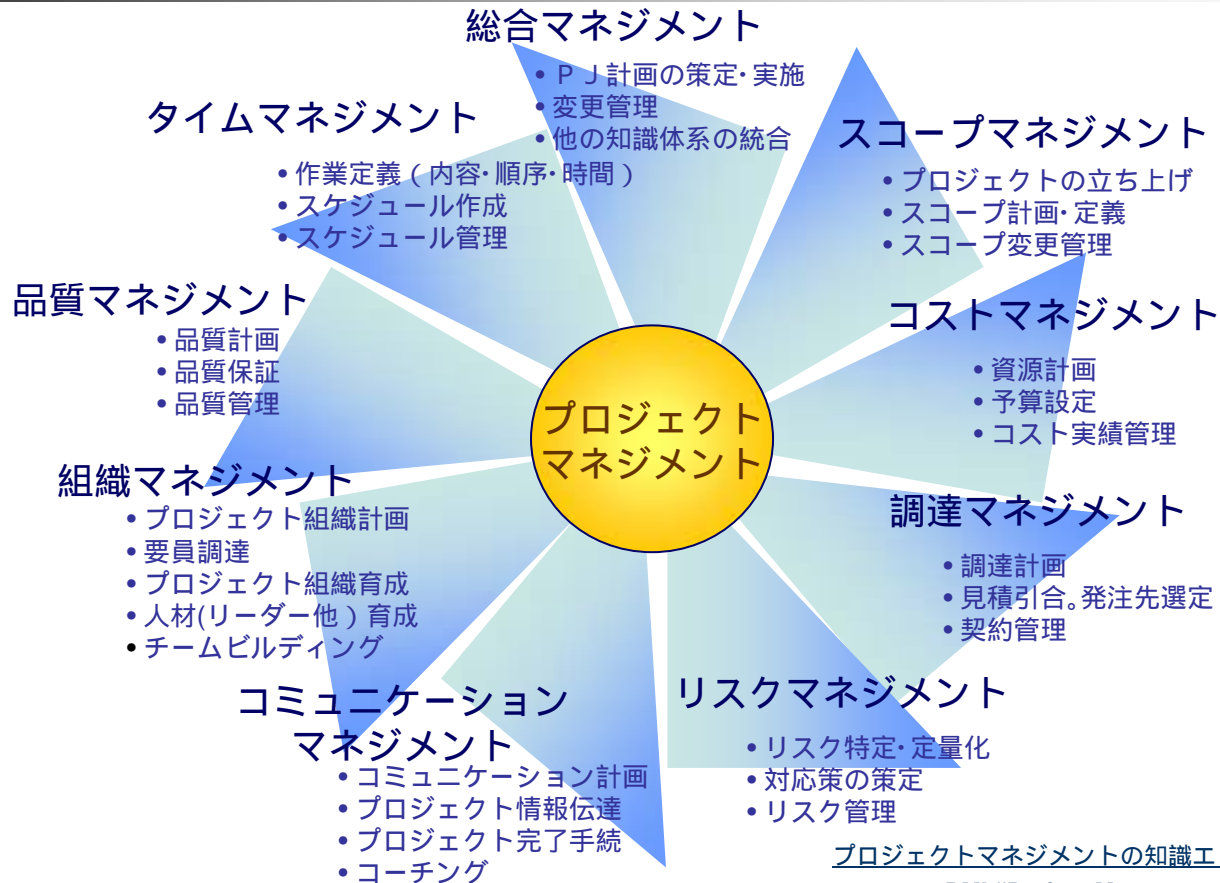 総合マネジメント
• ＰＪ計画の策定･実施
• 変更管理
• 他の知識体系の統合
スコープマネジメント
• プロジェクトの立ち上げ
• スコープ計画･定義
• スコープ変更管理
コストマネジメント
• 資源計画
• 予算設定
• コスト実績管理
調達マネジメント
• 調達計画
• 見積引合｡発注先選定
• 契約管理
リスクマネジメント
• リスク特定･定量化
• 対応策の策定
• リスク管理
コミュニケーション
マネジメント
• コミュニケーション計画
• プロジェクト情報伝達
• プロジェクト完了手続
• コーチング
組織マネジメント
• プロジェクト組織計画
• 要員調達
• プロジェクト組織育成
• 人材(リーダー他）育成
• チームビルディング
品質マネジメント
• 品質計画
• 品質保証
• 品質管理
タイムマネジメント
• 作業定義（内容･順序･時間）
• スケジュール作成
• スケジュール管理
プロジェクト
マネジメント
プロジェクトマネジメントの知識エ